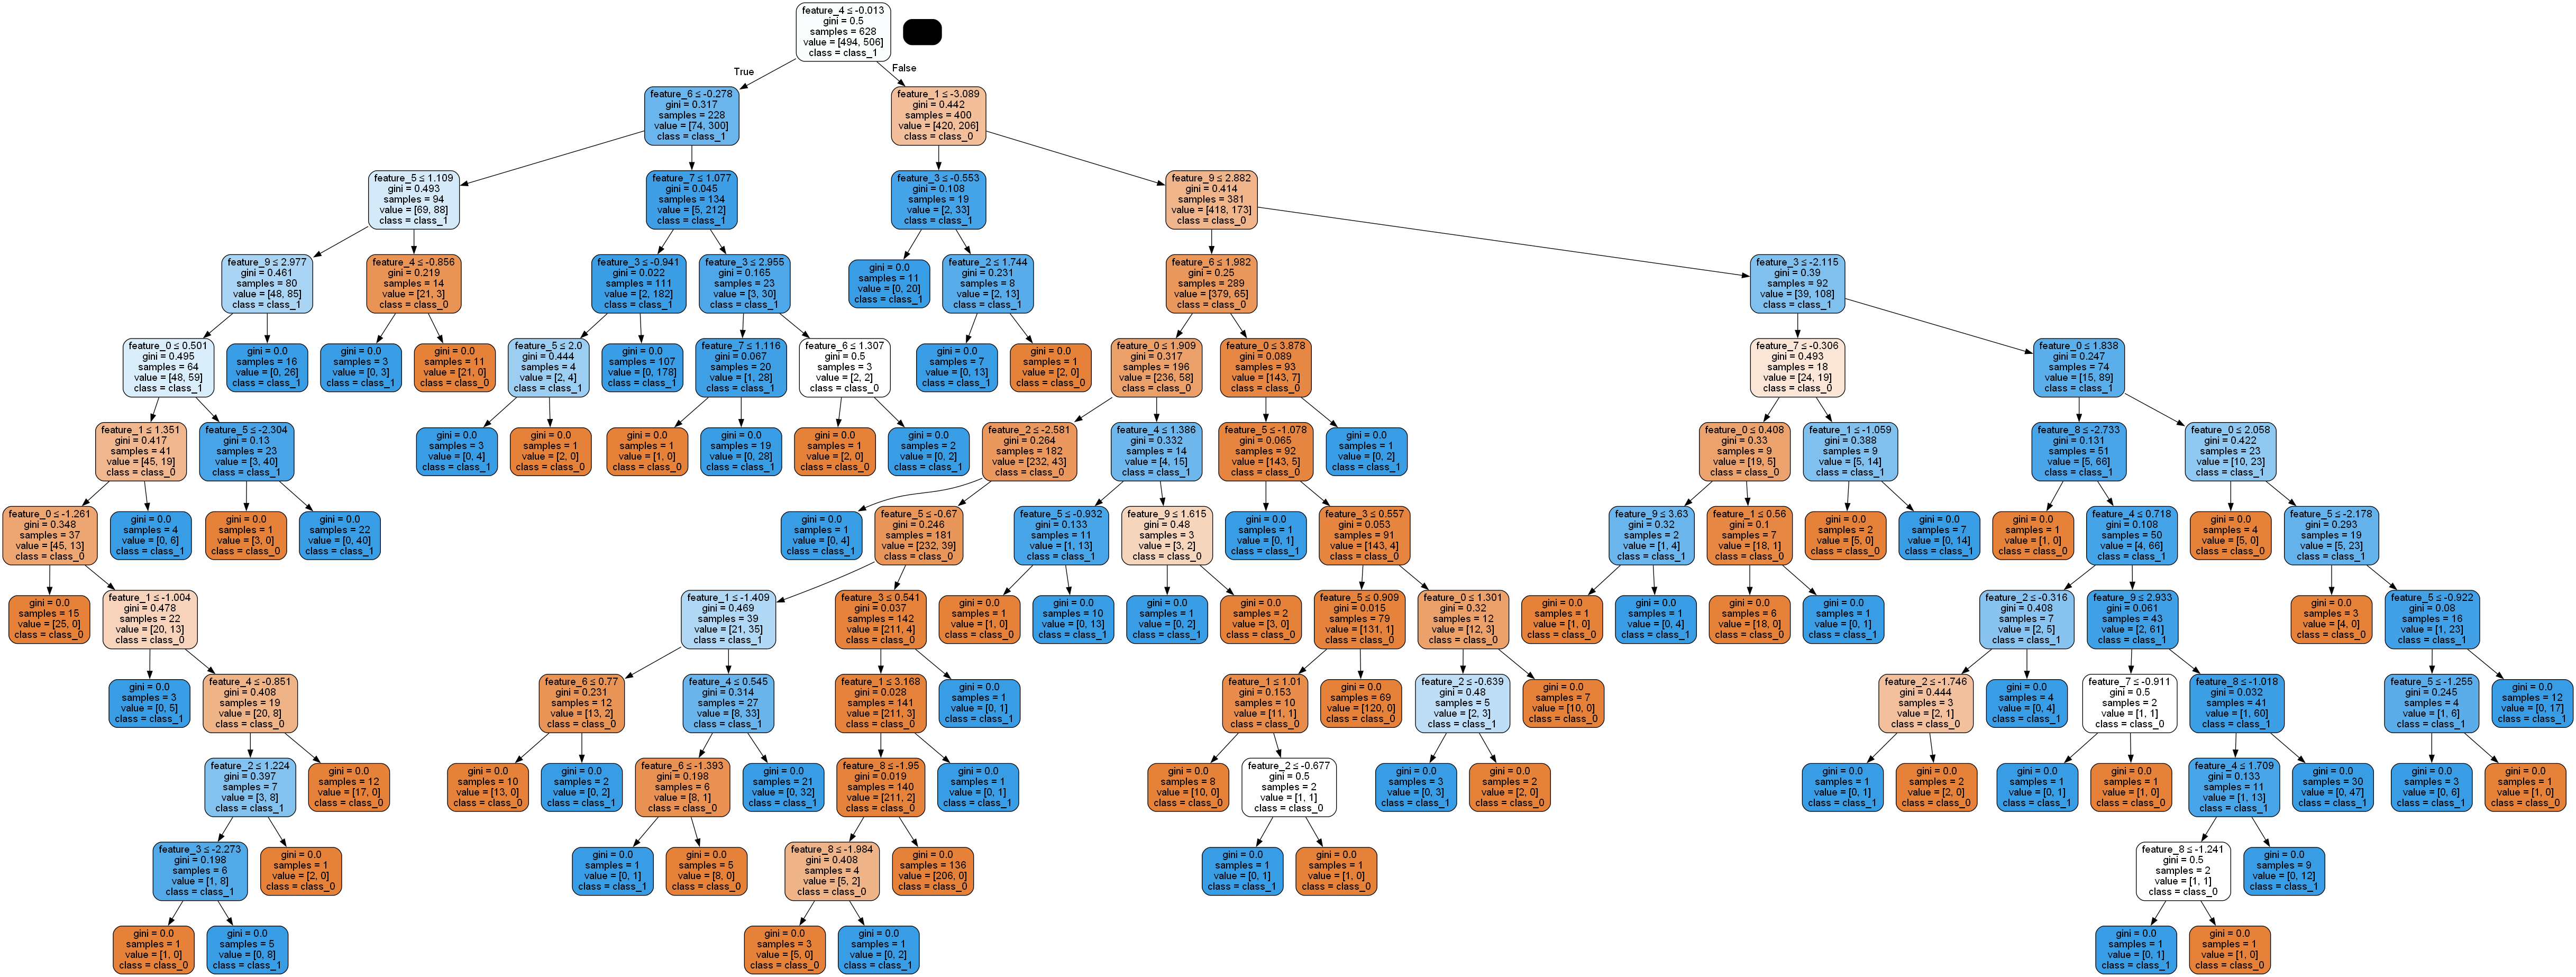 feature_4 ≤ -0.013
gini = 0.5
samples = 628
value = [494, 506]
class = class_1
True
False
feature_6 ≤ -0.278
gini = 0.317
samples = 228
value = [74, 300]
class = class_1
feature_1 ≤ -3.089
gini = 0.442
samples = 400
value = [420, 206]
class = class_0
feature_5 ≤ 1.109
gini = 0.493
samples = 94
value = [69, 88]
class = class_1
feature_7 ≤ 1.077
gini = 0.045
samples = 134
value = [5, 212]
class = class_1
feature_3 ≤ -0.553
gini = 0.108
samples = 19
value = [2, 33]
class = class_1
feature_9 ≤ 2.882
gini = 0.414
samples = 381
value = [418, 173]
class = class_0
feature_9 ≤ 2.977
gini = 0.461
samples = 80
value = [48, 85]
class = class_1
feature_4 ≤ -0.856
gini = 0.219
samples = 14
value = [21, 3]
class = class_0
feature_3 ≤ -0.941
gini = 0.022
samples = 111
value = [2, 182]
class = class_1
feature_3 ≤ 2.955
gini = 0.165
samples = 23
value = [3, 30]
class = class_1
gini = 0.0
samples = 11
value = [0, 20]
class = class_1
feature_2 ≤ 1.744
gini = 0.231
samples = 8
value = [2, 13]
class = class_1
feature_6 ≤ 1.982
gini = 0.25
samples = 289
value = [379, 65]
class = class_0
feature_3 ≤ -2.115
gini = 0.39
samples = 92
value = [39, 108]
class = class_1
feature_0 ≤ 0.501
gini = 0.495
samples = 64
value = [48, 59]
class = class_1
gini = 0.0
samples = 16
value = [0, 26]
class = class_1
gini = 0.0
samples = 3
value = [0, 3]
class = class_1
gini = 0.0
samples = 11
value = [21, 0]
class = class_0
feature_5 ≤ 2.0
gini = 0.444
samples = 4
value = [2, 4]
class = class_1
gini = 0.0
samples = 107
value = [0, 178]
class = class_1
feature_7 ≤ 1.116
gini = 0.067
samples = 20
value = [1, 28]
class = class_1
feature_6 ≤ 1.307
gini = 0.5
samples = 3
value = [2, 2]
class = class_0
gini = 0.0
samples = 7
value = [0, 13]
class = class_1
gini = 0.0
samples = 1
value = [2, 0]
class = class_0
feature_0 ≤ 1.909
gini = 0.317
samples = 196
value = [236, 58]
class = class_0
feature_0 ≤ 3.878
gini = 0.089
samples = 93
value = [143, 7]
class = class_0
feature_7 ≤ -0.306
gini = 0.493
samples = 18
value = [24, 19]
class = class_0
feature_0 ≤ 1.838
gini = 0.247
samples = 74
value = [15, 89]
class = class_1
feature_1 ≤ 1.351
gini = 0.417
samples = 41
value = [45, 19]
class = class_0
feature_5 ≤ -2.304
gini = 0.13
samples = 23
value = [3, 40]
class = class_1
gini = 0.0
samples = 3
value = [0, 4]
class = class_1
gini = 0.0
samples = 1
value = [2, 0]
class = class_0
gini = 0.0
samples = 1
value = [1, 0]
class = class_0
gini = 0.0
samples = 19
value = [0, 28]
class = class_1
gini = 0.0
samples = 1
value = [2, 0]
class = class_0
gini = 0.0
samples = 2
value = [0, 2]
class = class_1
feature_2 ≤ -2.581
gini = 0.264
samples = 182
value = [232, 43]
class = class_0
feature_4 ≤ 1.386
gini = 0.332
samples = 14
value = [4, 15]
class = class_1
feature_5 ≤ -1.078
gini = 0.065
samples = 92
value = [143, 5]
class = class_0
gini = 0.0
samples = 1
value = [0, 2]
class = class_1
feature_0 ≤ 0.408
gini = 0.33
samples = 9
value = [19, 5]
class = class_0
feature_1 ≤ -1.059
gini = 0.388
samples = 9
value = [5, 14]
class = class_1
feature_8 ≤ -2.733
gini = 0.131
samples = 51
value = [5, 66]
class = class_1
feature_0 ≤ 2.058
gini = 0.422
samples = 23
value = [10, 23]
class = class_1
feature_0 ≤ -1.261
gini = 0.348
samples = 37
value = [45, 13]
class = class_0
gini = 0.0
samples = 4
value = [0, 6]
class = class_1
gini = 0.0
samples = 1
value = [3, 0]
class = class_0
gini = 0.0
samples = 22
value = [0, 40]
class = class_1
gini = 0.0
samples = 1
value = [0, 4]
class = class_1
feature_5 ≤ -0.67
gini = 0.246
samples = 181
value = [232, 39]
class = class_0
feature_5 ≤ -0.932
gini = 0.133
samples = 11
value = [1, 13]
class = class_1
feature_9 ≤ 1.615
gini = 0.48
samples = 3
value = [3, 2]
class = class_0
gini = 0.0
samples = 1
value = [0, 1]
class = class_1
feature_3 ≤ 0.557
gini = 0.053
samples = 91
value = [143, 4]
class = class_0
feature_9 ≤ 3.63
gini = 0.32
samples = 2
value = [1, 4]
class = class_1
feature_1 ≤ 0.56
gini = 0.1
samples = 7
value = [18, 1]
class = class_0
gini = 0.0
samples = 2
value = [5, 0]
class = class_0
gini = 0.0
samples = 7
value = [0, 14]
class = class_1
gini = 0.0
samples = 1
value = [1, 0]
class = class_0
feature_4 ≤ 0.718
gini = 0.108
samples = 50
value = [4, 66]
class = class_1
gini = 0.0
samples = 4
value = [5, 0]
class = class_0
feature_5 ≤ -2.178
gini = 0.293
samples = 19
value = [5, 23]
class = class_1
gini = 0.0
samples = 15
value = [25, 0]
class = class_0
feature_1 ≤ -1.004
gini = 0.478
samples = 22
value = [20, 13]
class = class_0
feature_1 ≤ -1.409
gini = 0.469
samples = 39
value = [21, 35]
class = class_1
feature_3 ≤ 0.541
gini = 0.037
samples = 142
value = [211, 4]
class = class_0
gini = 0.0
samples = 1
value = [1, 0]
class = class_0
gini = 0.0
samples = 10
value = [0, 13]
class = class_1
gini = 0.0
samples = 1
value = [0, 2]
class = class_1
gini = 0.0
samples = 2
value = [3, 0]
class = class_0
feature_5 ≤ 0.909
gini = 0.015
samples = 79
value = [131, 1]
class = class_0
feature_0 ≤ 1.301
gini = 0.32
samples = 12
value = [12, 3]
class = class_0
gini = 0.0
samples = 1
value = [1, 0]
class = class_0
gini = 0.0
samples = 1
value = [0, 4]
class = class_1
gini = 0.0
samples = 6
value = [18, 0]
class = class_0
gini = 0.0
samples = 1
value = [0, 1]
class = class_1
feature_2 ≤ -0.316
gini = 0.408
samples = 7
value = [2, 5]
class = class_1
feature_9 ≤ 2.933
gini = 0.061
samples = 43
value = [2, 61]
class = class_1
gini = 0.0
samples = 3
value = [4, 0]
class = class_0
feature_5 ≤ -0.922
gini = 0.08
samples = 16
value = [1, 23]
class = class_1
gini = 0.0
samples = 3
value = [0, 5]
class = class_1
feature_4 ≤ -0.851
gini = 0.408
samples = 19
value = [20, 8]
class = class_0
feature_6 ≤ 0.77
gini = 0.231
samples = 12
value = [13, 2]
class = class_0
feature_4 ≤ 0.545
gini = 0.314
samples = 27
value = [8, 33]
class = class_1
feature_1 ≤ 3.168
gini = 0.028
samples = 141
value = [211, 3]
class = class_0
gini = 0.0
samples = 1
value = [0, 1]
class = class_1
feature_1 ≤ 1.01
gini = 0.153
samples = 10
value = [11, 1]
class = class_0
gini = 0.0
samples = 69
value = [120, 0]
class = class_0
feature_2 ≤ -0.639
gini = 0.48
samples = 5
value = [2, 3]
class = class_1
gini = 0.0
samples = 7
value = [10, 0]
class = class_0
feature_2 ≤ -1.746
gini = 0.444
samples = 3
value = [2, 1]
class = class_0
gini = 0.0
samples = 4
value = [0, 4]
class = class_1
feature_7 ≤ -0.911
gini = 0.5
samples = 2
value = [1, 1]
class = class_0
feature_8 ≤ -1.018
gini = 0.032
samples = 41
value = [1, 60]
class = class_1
feature_5 ≤ -1.255
gini = 0.245
samples = 4
value = [1, 6]
class = class_1
gini = 0.0
samples = 12
value = [0, 17]
class = class_1
feature_2 ≤ 1.224
gini = 0.397
samples = 7
value = [3, 8]
class = class_1
gini = 0.0
samples = 12
value = [17, 0]
class = class_0
gini = 0.0
samples = 10
value = [13, 0]
class = class_0
gini = 0.0
samples = 2
value = [0, 2]
class = class_1
feature_6 ≤ -1.393
gini = 0.198
samples = 6
value = [8, 1]
class = class_0
gini = 0.0
samples = 21
value = [0, 32]
class = class_1
feature_8 ≤ -1.95
gini = 0.019
samples = 140
value = [211, 2]
class = class_0
gini = 0.0
samples = 1
value = [0, 1]
class = class_1
gini = 0.0
samples = 8
value = [10, 0]
class = class_0
feature_2 ≤ -0.677
gini = 0.5
samples = 2
value = [1, 1]
class = class_0
gini = 0.0
samples = 3
value = [0, 3]
class = class_1
gini = 0.0
samples = 2
value = [2, 0]
class = class_0
gini = 0.0
samples = 1
value = [0, 1]
class = class_1
gini = 0.0
samples = 2
value = [2, 0]
class = class_0
gini = 0.0
samples = 1
value = [0, 1]
class = class_1
gini = 0.0
samples = 1
value = [1, 0]
class = class_0
feature_4 ≤ 1.709
gini = 0.133
samples = 11
value = [1, 13]
class = class_1
gini = 0.0
samples = 30
value = [0, 47]
class = class_1
gini = 0.0
samples = 3
value = [0, 6]
class = class_1
gini = 0.0
samples = 1
value = [1, 0]
class = class_0
feature_3 ≤ -2.273
gini = 0.198
samples = 6
value = [1, 8]
class = class_1
gini = 0.0
samples = 1
value = [2, 0]
class = class_0
gini = 0.0
samples = 1
value = [0, 1]
class = class_1
gini = 0.0
samples = 5
value = [8, 0]
class = class_0
feature_8 ≤ -1.984
gini = 0.408
samples = 4
value = [5, 2]
class = class_0
gini = 0.0
samples = 136
value = [206, 0]
class = class_0
gini = 0.0
samples = 1
value = [0, 1]
class = class_1
gini = 0.0
samples = 1
value = [1, 0]
class = class_0
feature_8 ≤ -1.241
gini = 0.5
samples = 2
value = [1, 1]
class = class_0
gini = 0.0
samples = 9
value = [0, 12]
class = class_1
gini = 0.0
samples = 1
value = [1, 0]
class = class_0
gini = 0.0
samples = 5
value = [0, 8]
class = class_1
gini = 0.0
samples = 3
value = [5, 0]
class = class_0
gini = 0.0
samples = 1
value = [0, 2]
class = class_1
gini = 0.0
samples = 1
value = [0, 1]
class = class_1
gini = 0.0
samples = 1
value = [1, 0]
class = class_0